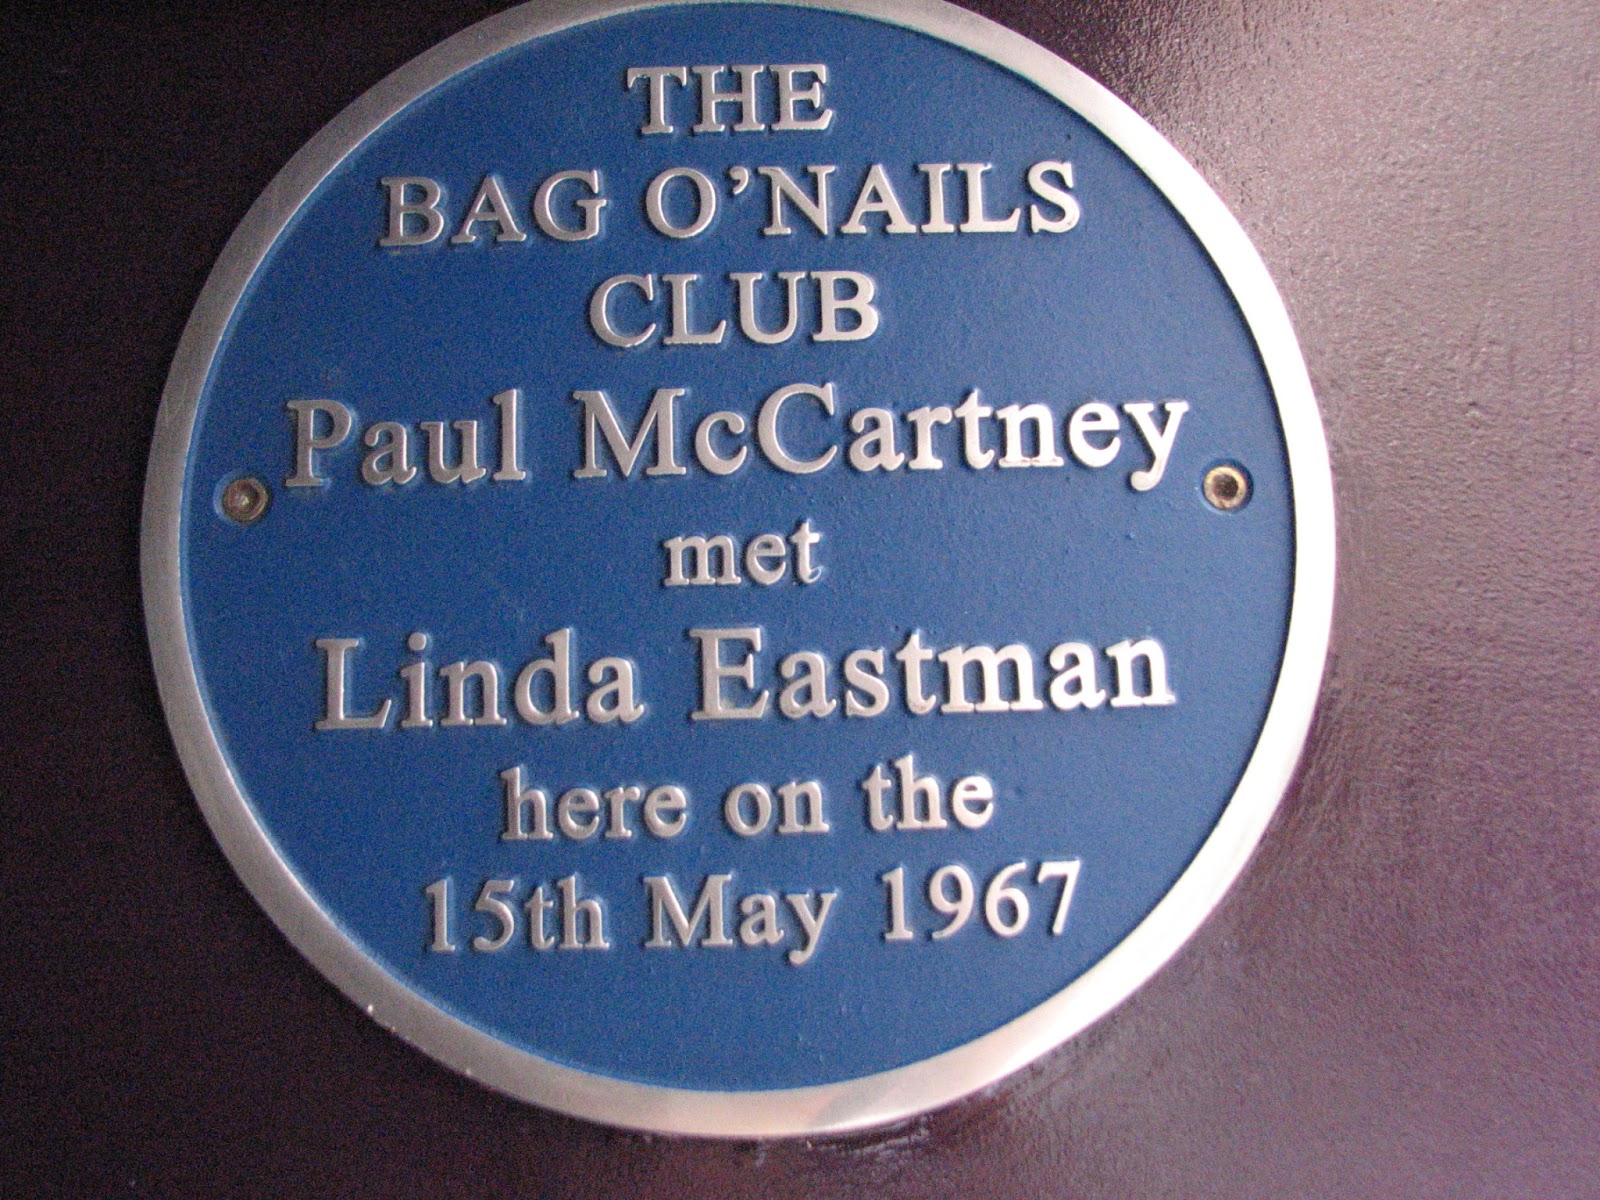 THE
BAG O'NAILS
CLUB
Paul McCartney
met
Linda Eastman
here on the
15th May 1967